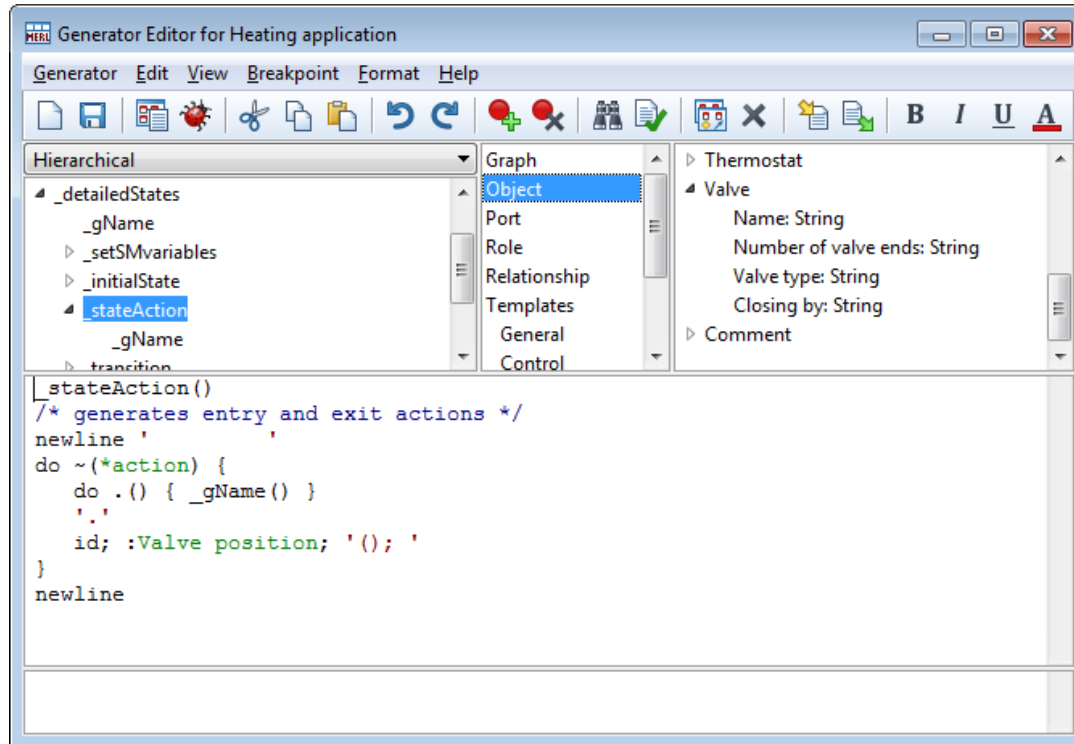 MERL Generator Editor for Heating application
Generator Edit View Breakpoint Format Help
B I U A
Hierarchical
_detailedStates
_gName
_setSMvariables
_initialState
_stateAction
_gName
_transition
Graph
Object
Port
Role
Relationship
Templates
General
Control
Thermostat
Valve
Name: String
Number of valve ends: String
Valve type: String
Closing by: String
Comment
_stateAction()
/* generates entry and exit actions */
newline '        '
do ~(*action) {
   do .() { _gName() }
   '.'
   id; :Valve position; '(); '
}
newline